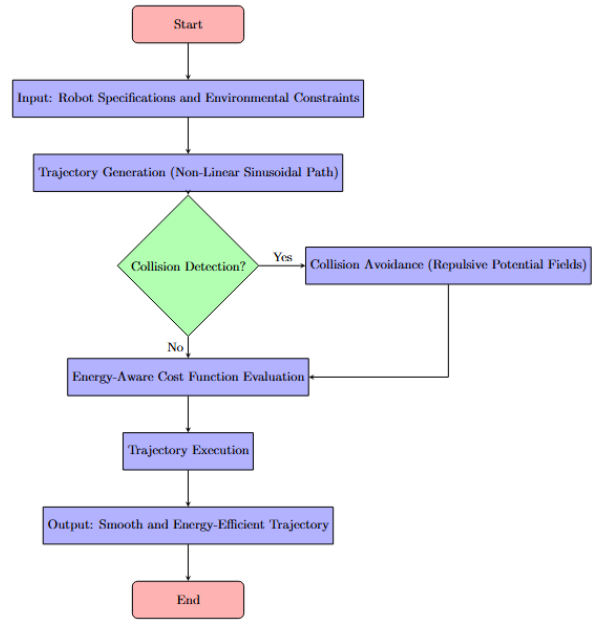 Start
Input: Robot Specifications and Environmental Constraints
Trajectory Generation (Non-Linear Sinusoidal Path)
Collision Detection?
Yes
Collision Avoidance (Repulsive Potential Fields)
No
Energy-Aware Cost Function Evaluation
Trajectory Execution
Output: Smooth and Energy-Efficient Trajectory
End